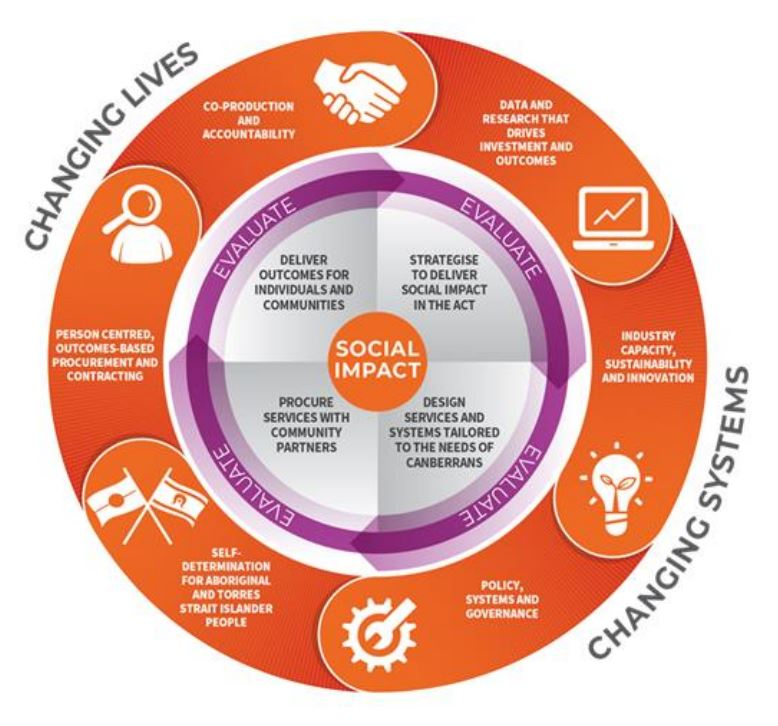 CHANGING LIVES
CO-PRODUCTION
AND
ACCOUNTABILITY
DATA AND
RESEARCH THAT
DRIVES
INVESTMENT AND
OUTCOMES
INDUSTRY
CAPACITY,
SUSTAINABILITY
AND INNOVATION
CHANGING SYSTEMS
POLICY,
SYSTEMS AND
GOVERNANCE
SELF-
DETERMINATION
FOR ABORIGINAL
AND TORRES
STRAIT ISLANDER
PEOPLE
PERSON CENTRED,
OUTCOMES-BASED
PROCUREMENT AND
CONTRACTING
EVALUATE
EVALUATE
EVALUATE
EVALUATE
DELIVER
OUTCOMES FOR
INDIVIDUALS AND
COMMUNITIES
STRATEGISE
TO DELIVER
SOCIAL IMPACT
IN THE ACT
SOCIAL
IMPACT
PROCURE
SERVICES WITH
COMMUNITY
PARTNERS
DESIGN
SERVICES AND
SYSTEMS TAILORED
TO THE NEEDS OF
CANBERRANS